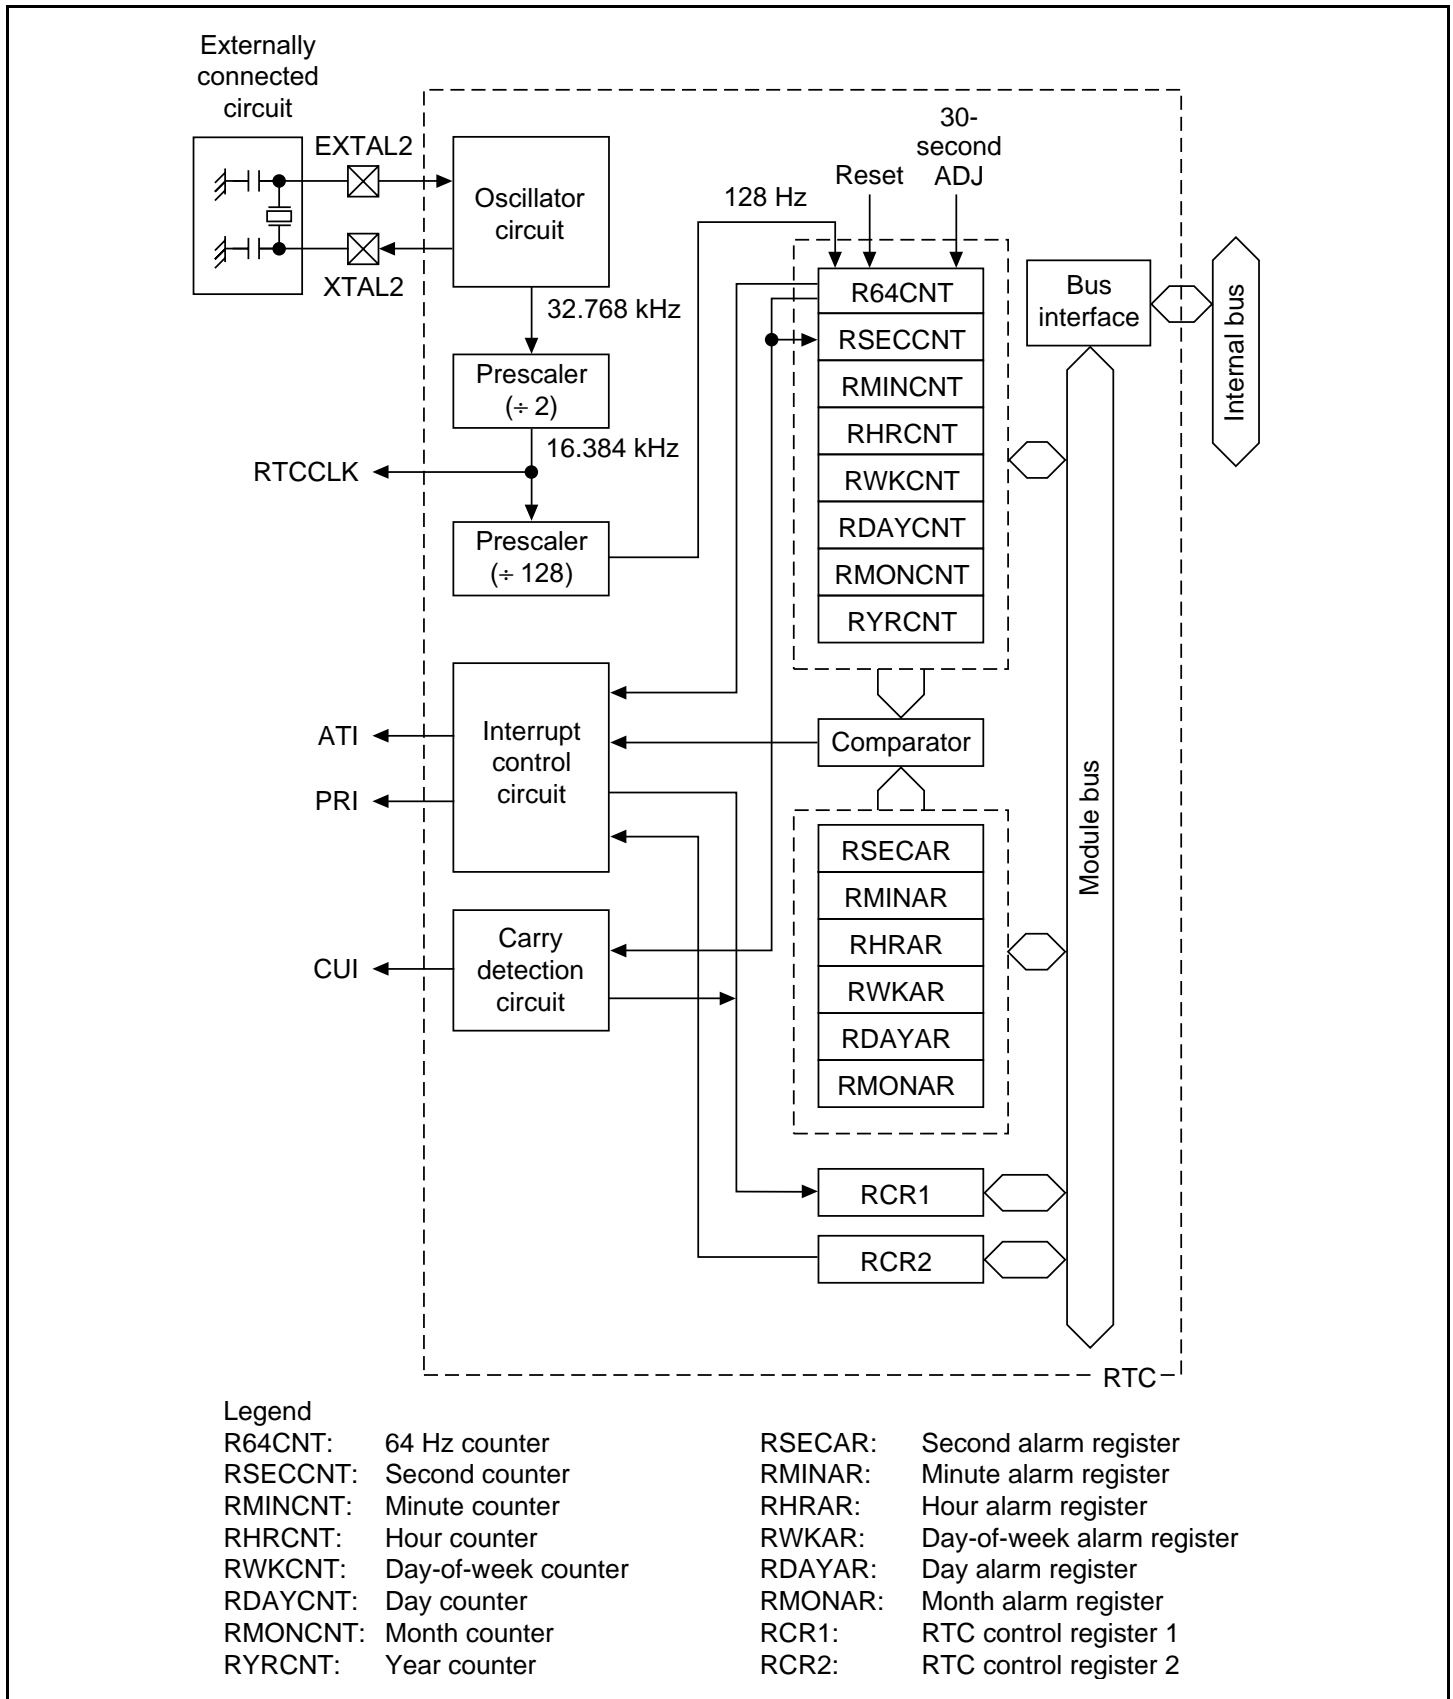 Externally
connected
circuit
EXTAL2
XTAL2
Oscillator
circuit
30-
second
ADJ
Reset
128 Hz
32.768 kHz
Prescaler
(÷ 2)
16.384 kHz
RTCCLK
Prescaler
(÷ 128)
R64CNT
RSECCNT
RMINCNT
RHRCNT
RWKCNT
RDAYCNT
RMONCNT
RYRCNT
Bus
interface
Internal bus
ATI
PRI
Interrupt
control
circuit
Comparator
Module bus
CUI
Carry
detection
circuit
RSECAR
RMINAR
RHRAR
RWKAR
RDAYAR
RMONAR
RCR1
RCR2
RTC
Legend
R64CNT: 64 Hz counter
RSECCNT: Second counter
RMINCNT: Minute counter
RHRCNT: Hour counter
RWKCNT: Day-of-week counter
RDAYCNT: Day counter
RMONCNT: Month counter
RYRCNT: Year counter
RSECAR: Second alarm register
RMINAR: Minute alarm register
RHRAR: Hour alarm register
RWKAR: Day-of-week alarm register
RDAYAR: Day alarm register
RMONAR: Month alarm register
RCR1: RTC control register 1
RCR2: RTC control register 2